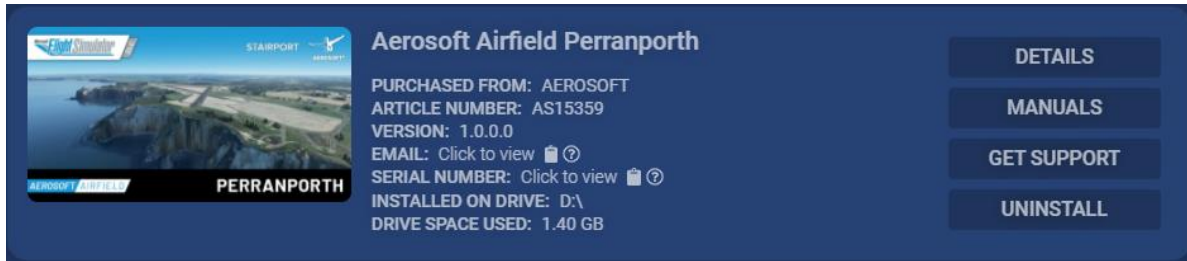 Flight Simulator
STAIRPORT
AEROSOFT
AEROSOFT AIRFIELD
PERRANPORTH
Aerosoft Airfield Perranporth
PURCHASED FROM: AEROSOFT
ARTICLE NUMBER: AS15359
VERSION: 1.0.0.0
EMAIL: Click to view
SERIAL NUMBER: Click to view
INSTALLED ON DRIVE: D:\
DRIVE SPACE USED: 1.40 GB
DETAILS
MANUALS
GET SUPPORT
UNINSTALL